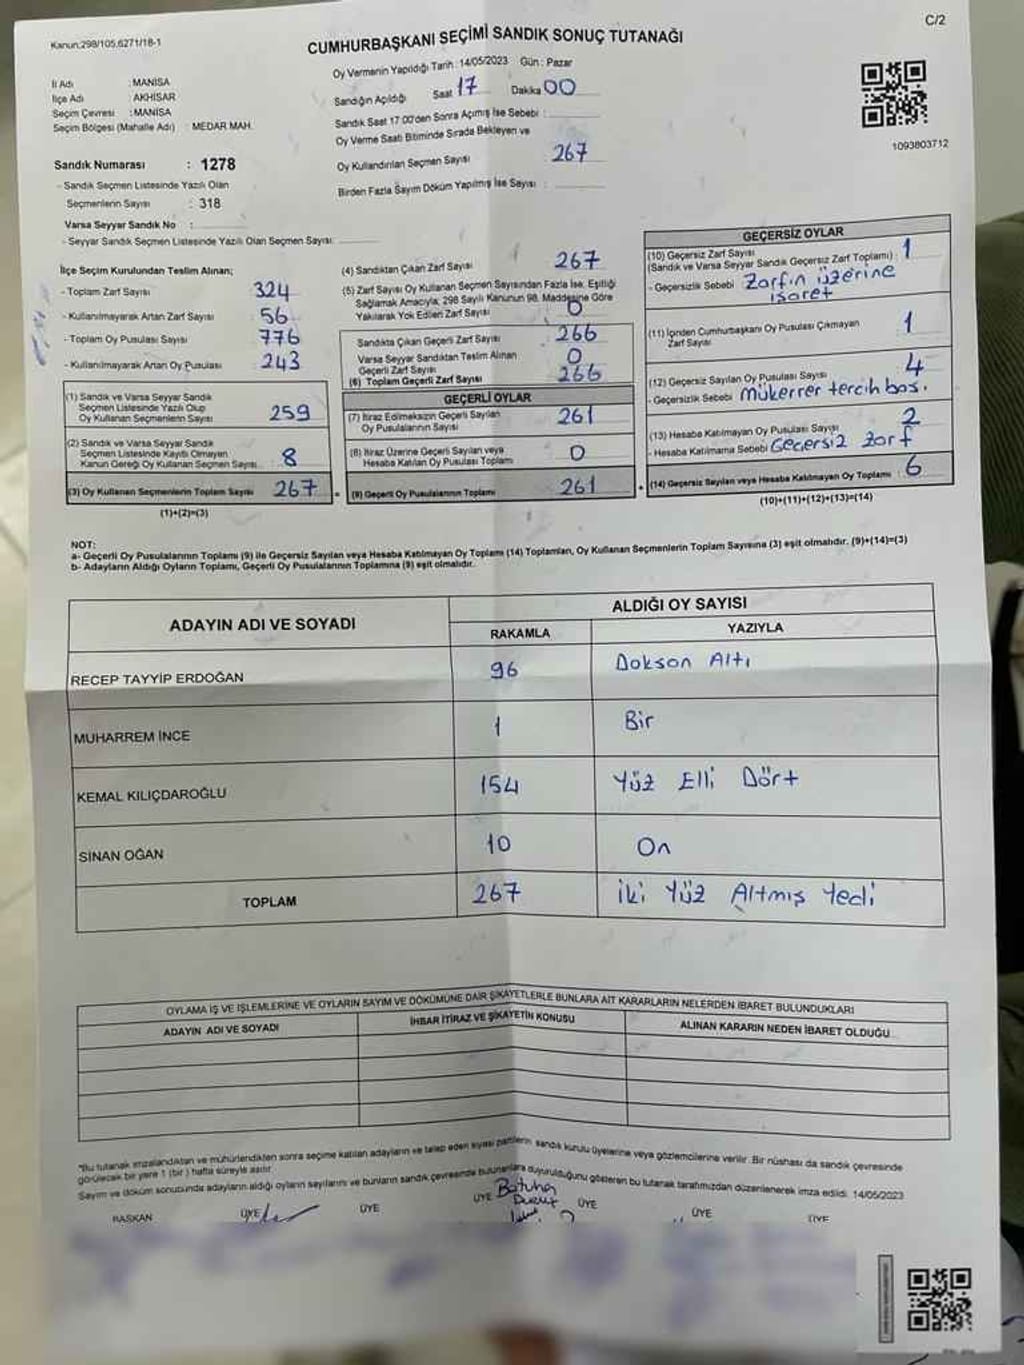 Kanun:298/105,6271/18-1
C/2
CUMHURBAŞKANI SEÇİMİ SANDIK SONUÇ TUTANAĞI
İl Adı : MANİSA
İlçe Adı : AKHİSAR
Seçim Çevresi : MANİSA
Seçim Bölgesi (Mahalle Adı) : MEDAR MAH.
Sandık Numarası : 1278
- Sandık Seçmen Listesinde Yazılı Olan
Seçmenlerin Sayısı : 318
Varsa Seyyar Sandık No :
- Seyyar Sandık Seçmen Listesinde Yazılı Olan Seçmen Sayısı:
Oy Vermenin Yapıldığı Tarih : 14/05/2023 Gün : Pazar
Sandığın Açıldığı Saat 17 Dakika 00
Sandık Saat 17:00'den Sonra Açımış İse Sebebi :
Oy Verme Saati Bitiminde Sırada Bekleyen ve
Oy Kullandırılan Seçmen Sayısı 267
Birden Fazla Sayım Döküm Yapılmış İse Sayısı :
1093803712
İlçe Seçim Kurulundan Teslim Alınan;
- Toplam Zarf Sayısı 324
- Kullanılmayarak Artan Zarf Sayısı 56
- Toplam Oy Pusulası Sayısı 776
- Kullanılmayarak Artan Oy Pusulası 243
(1) Sandık ve Varsa Seyyar Sandık
Seçmen Listesinde Yazılı Olup
Oy Kullanan Seçmenlerin Sayısı 259
(2) Sandık ve Varsa Seyyar Sandık
Seçmen Listesinde Kayıtlı Olmayan
Kanun Gereği Oy Kullanan Seçmen Sayısı : 8
(3) Oy Kullanan Seçmenlerin Toplam Sayısı 267
(1)+(2)=(3)
(4) Sandıktan Çıkan Zarf Sayısı 267
(5) Zarf Sayısı Oy Kullanan Seçmen Sayısından Fazla İse, Eşitliği
Sağlamak Amacıyla; 298 Sayılı Kanunun 98. Maddesine Göre
Yakılarak Yok Edilen Zarf Sayısı 0
Sandıkta Çıkan Geçerli Zarf Sayısı 266
Varsa Seyyar Sandıktan Teslim Alınan
Geçerli Zarf Sayısı 0
(6) Toplam Geçerli Zarf Sayısı 266
GEÇERLİ OYLAR
(7) İtiraz Edilmeksizin Geçerli Sayılan
Oy Pusulalarının Sayısı 261
(8) İtiraz Üzerine Geçerli Sayılan veya
Hesaba Katılan Oy Pusulası Toplamı 0
= (9) Geçerli Oy Pusulalarının Toplamı 261
GEÇERSİZ OYLAR
(10) Geçersiz Zarf Sayısı 1
(Sandık ve Varsa Seyyar Sandık Geçersiz Zarf Toplamı)
- Geçersizlik Sebebi Zarfın üzerine
işaret
(11) İçinden Cumhurbaşkanı Oy Pusulası Çıkmayan
Zarf Sayısı 1
(12) Geçersiz Sayılan Oy Pusulası Sayısı 4
- Geçersizlik Sebebi Mükerrer tercih bas.
(13) Hesaba Katılmayan Oy Pusulası Sayısı 2
- Hesaba Katılmama Sebebi Geçersiz zarf
+ (14) Geçersiz Sayılan veya Hesaba Katılmayan Oy Toplamı : 6
(10)+(11)+(12)+(13)=(14)
NOT:
a- Geçerli Oy Pusulalarının Toplamı (9) ile Geçersiz Sayılan veya Hesaba Katılmayan Oy Toplamı (14) Toplamları, Oy Kullanan Seçmenlerin Toplam Sayısına (3) eşit olmalıdır. (9)+(14)=(3)
b- Adayların Aldığı Oyların Toplamı, Geçerli Oy Pusulalarının Toplamına (9) eşit olmalıdır.
ADAYIN ADI VE SOYADI
ALDIĞI OY SAYISI
RAKAMLA YAZIYLA
RECEP TAYYİP ERDOĞAN 96 Doksan Altı
MUHARREM İNCE 1 Bir
KEMAL KILIÇDAROĞLU 154 Yüz Elli Dört
SİNAN OĞAN 10 On
TOPLAM 267 iki Yüz Altmış Yedi
OYLAMA İŞ VE İŞLEMLERİNE VE OYLARIN SAYIM VE DÖKÜMÜNE DAİR ŞİKAYETLERLE BUNLARA AİT KARARLARIN NELERDEN İBARET BULUNDUKLARI
ADAYIN ADI VE SOYADI İHBAR İTİRAZ VE ŞİKAYETİN KONUSU ALINAN KARARIN NEDEN İBARET OLDUĞU
"Bu tutanak imzalandıktan ve mühürlendikten sonra seçime katılan adayların ve talep eden siyasi partilerin sandık kurulu üyelerine veya gözlemcilerine verilir. Bir nüshası da sandık çevresinde
görülecek bir yere 1 (bir) hafta süreyle asılır.
Sayım ve döküm sonucunda adayların aldığı oyların sayılarını ve bunların sandık çevresinde bulunanlara duyurulduğunu gösteren bu tutanak tarafımızdan düzenlenerek imza edildi. 14/05/2023
BAŞKAN ÜYE ÜYE ÜYE ÜYE ÜYE ÜYE